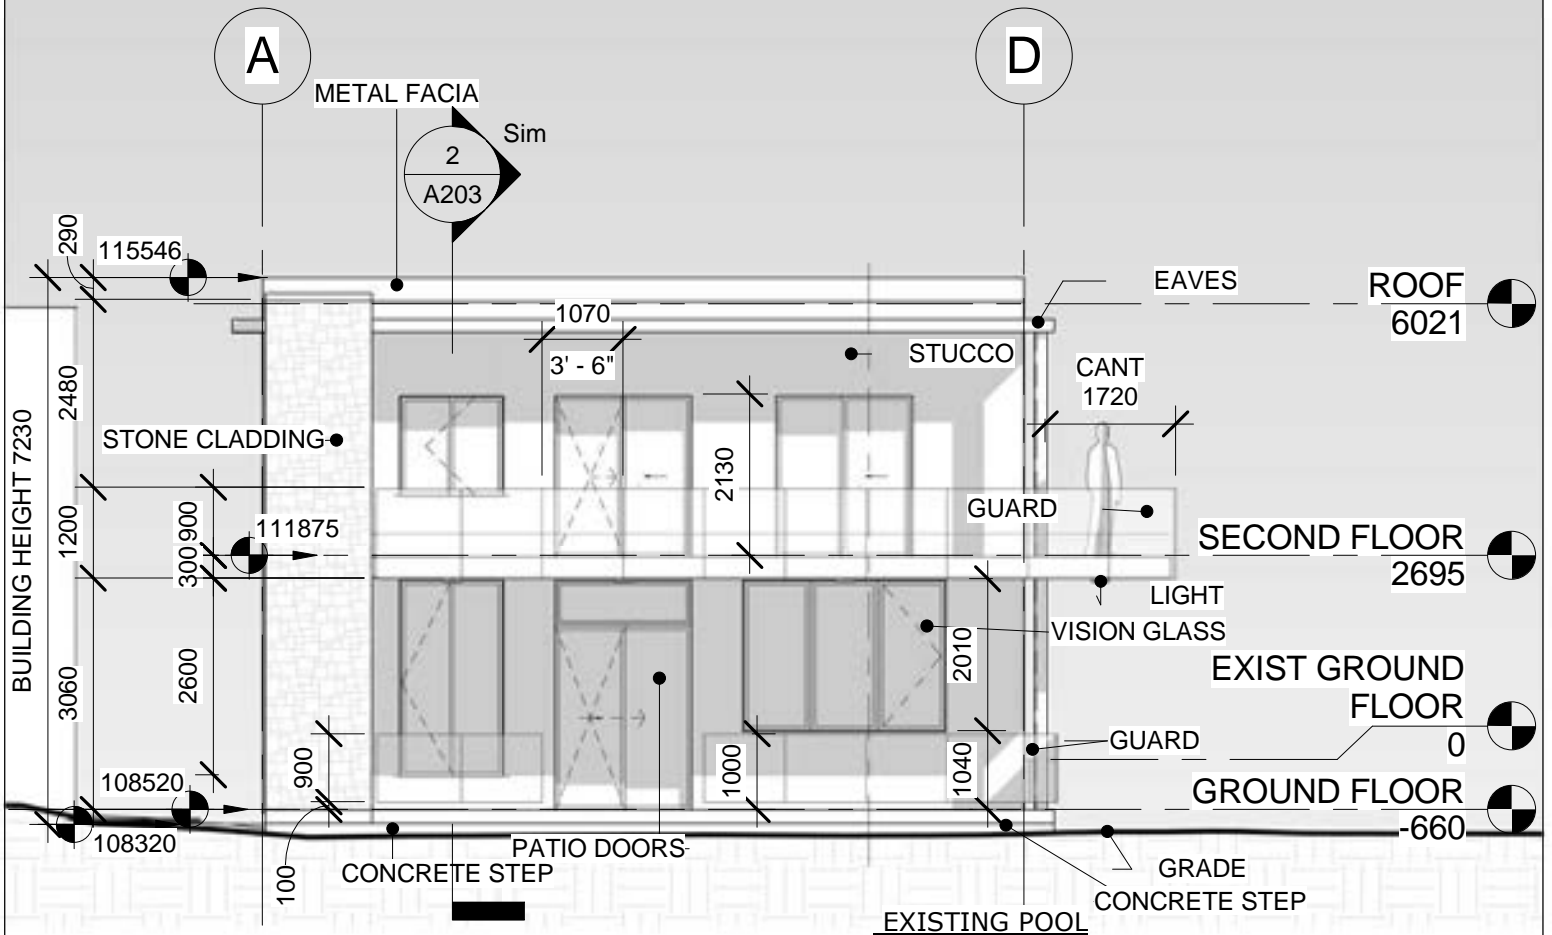 A
D
METAL FACIA
Sim
2
A203
290
115546
EAVES
ROOF
6021
1070
3' - 6"
STUCCO
CANT
1720
2480
STONE CLADDING
BUILDING HEIGHT 7230
2130
GUARD
900
1200
111875
300
SECOND FLOOR
2695
LIGHT
VISION GLASS
2010
2600
3060
EXIST GROUND
FLOOR
0
GUARD
900
1000
1040
108520
GROUND FLOOR
-660
108320
PATIO DOORS
CONCRETE STEP
100
GRADE
CONCRETE STEP
EXISTING POOL